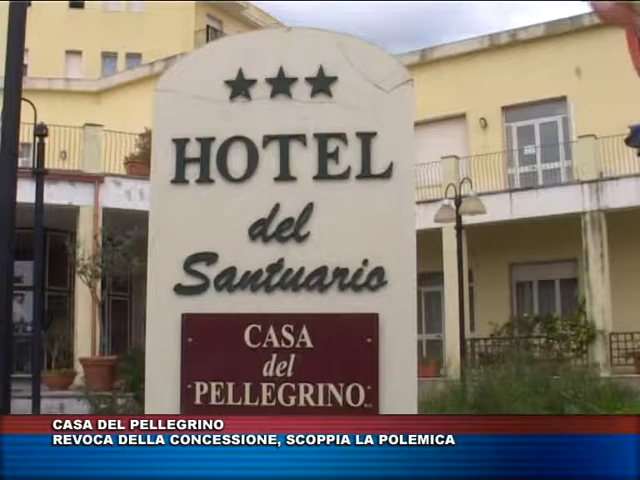 HOTEL
del
Santuario
CASA
del
PELLEGRINO
CASA DEL PELLEGRINO
REVOCA DELLA CONCESSIONE, SCOPPIA LA POLEMICA